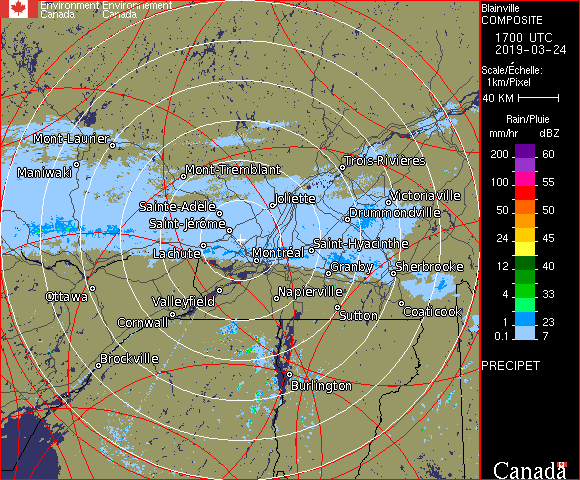 Environment Environnement
Canada Canada
Blainville
COMPOSITE
1700 UTC
2019-03-24
Scale/Échelle:
1km/Pixel
40 KM
Rain/Pluie
mm/hr dBZ
200 60
100 55
50 50
24 45
12 40
4 33
1 23
0.1 7
PRECIPET
Mont-Laurier
Maniwaki
Mont-Tremblant
Trois-Rivières
Joliette
Victoriaville
Sainte-Adèle
Drummondville
Saint-Jérôme
Lachute
Montréal
Saint-Hyacinthe
Granby
Sherbrooke
Ottawa
Valleyfield
Napierville
Coaticook
Cornwall
Sutton
Brockville
Burlington
Canada